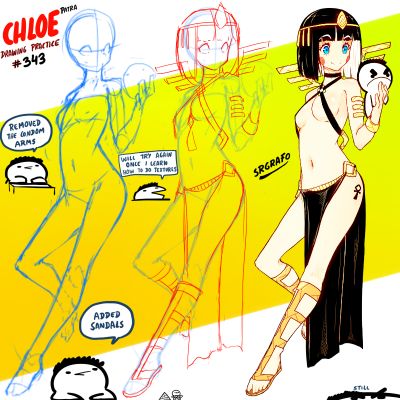 CHLOE PATRA
DRAWING PRACTICE
#343
REMOVED
THE CONDOM
ARMS
WILL TRY AGAIN
ONCE I LEARN
HOW TO DO TEXTURES
SRGRAFO
ADDED
SANDALS
STILL